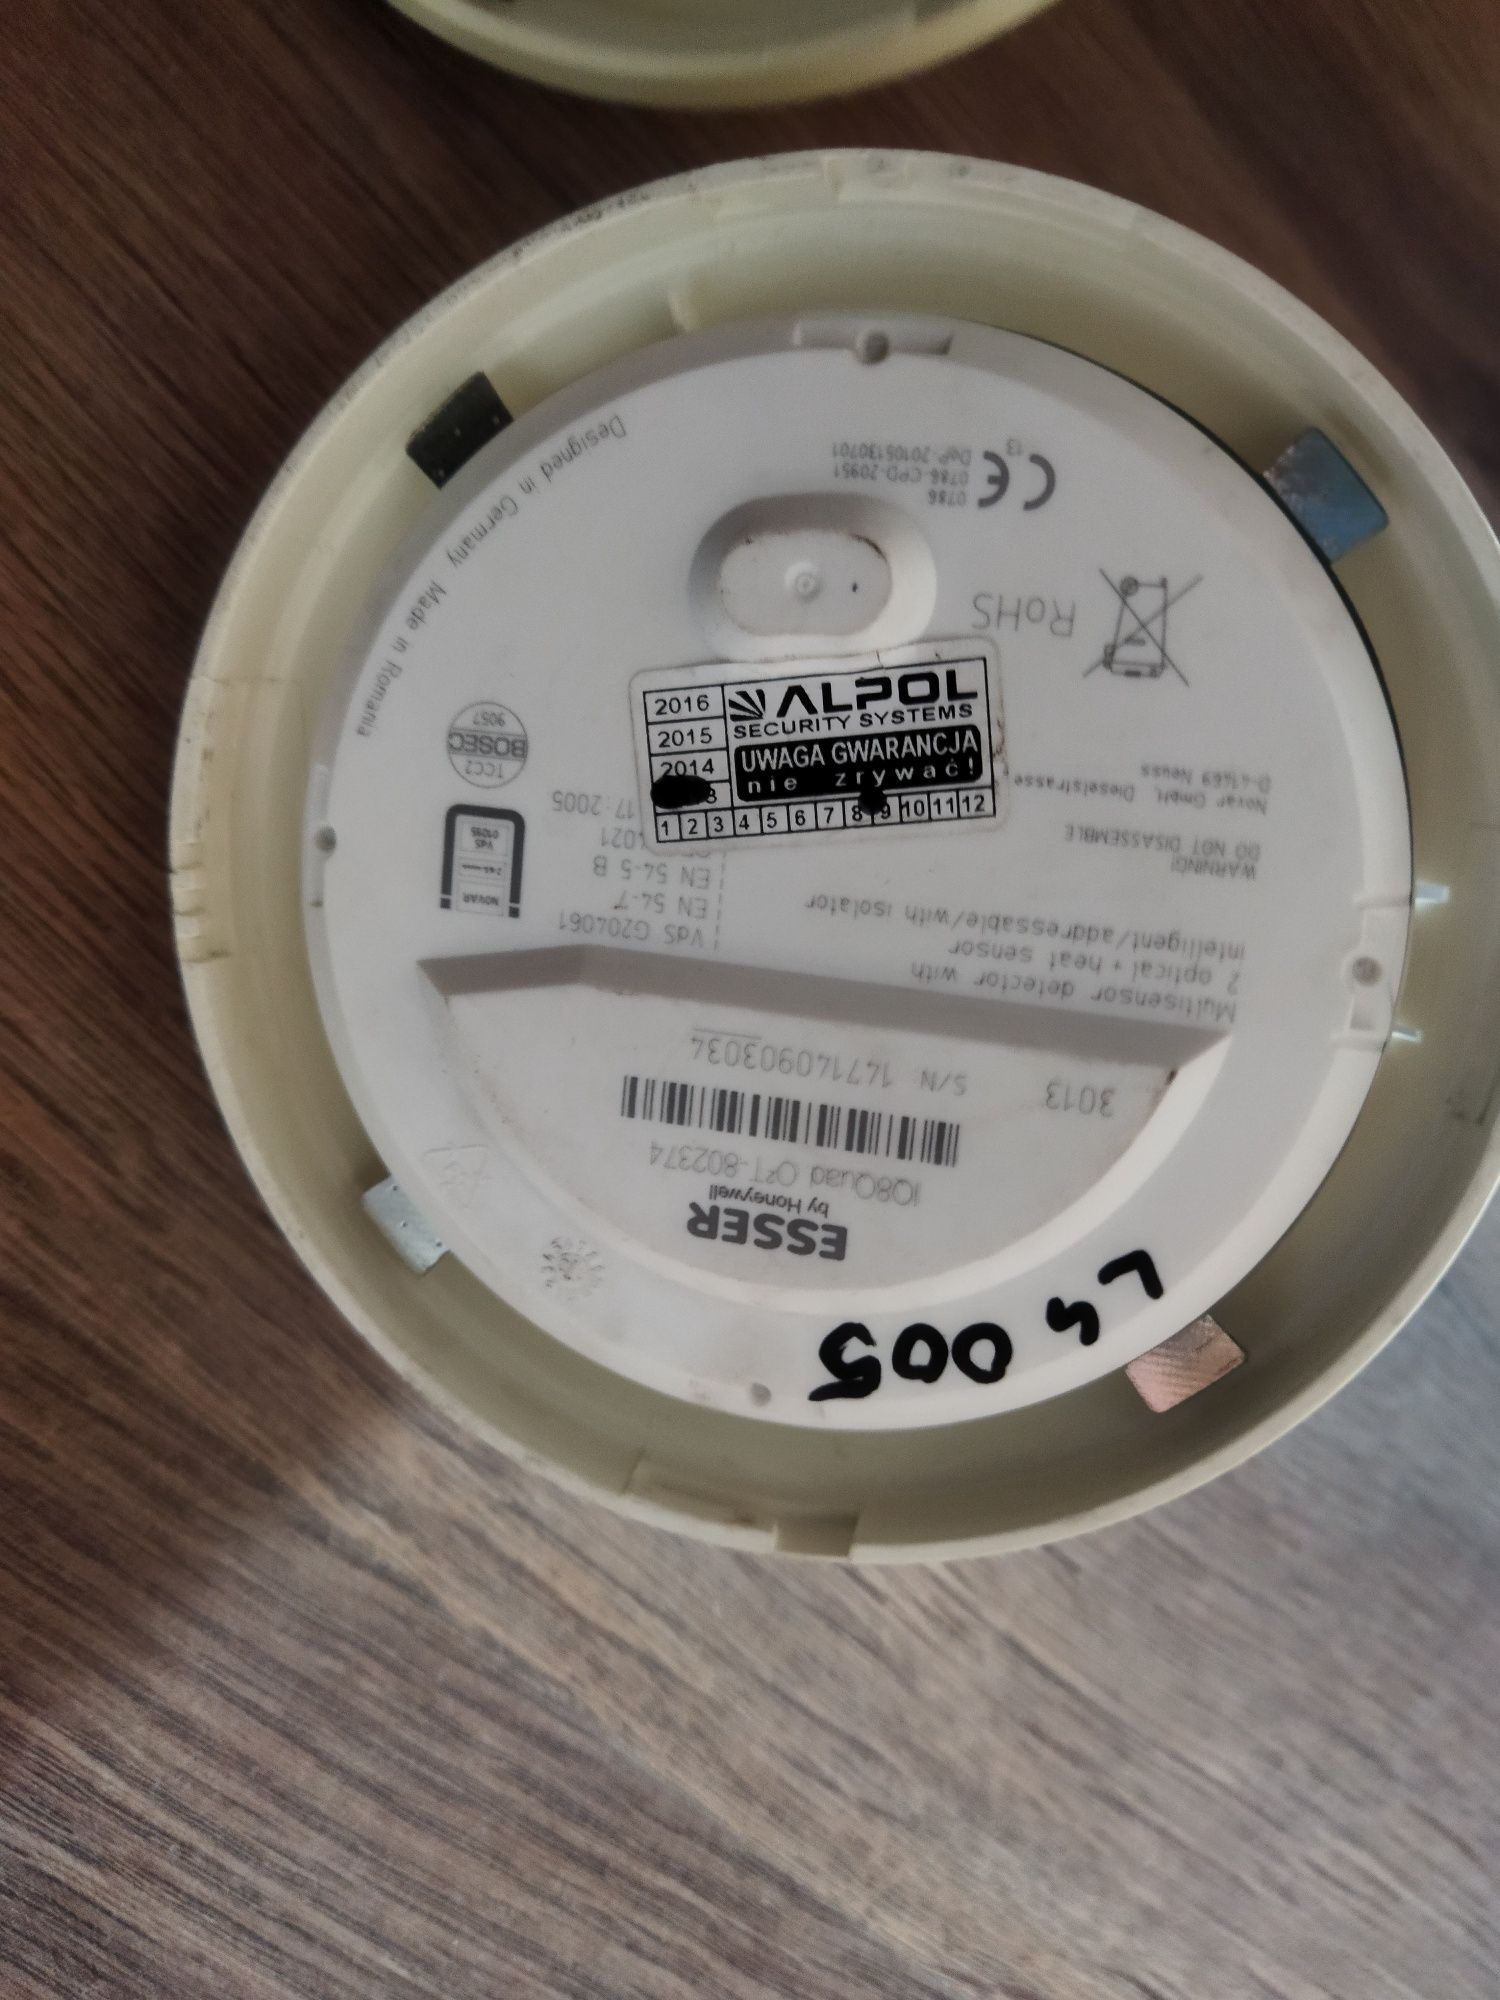 2016
2015
2014
ALPOL
SECURITY SYSTEMS
UWAGA GWARANCJA
nie zrywać!
1 2 3 4 5 6 7 8 9 10 11 12
L4 005
ESSER
by Honeywell
IQ8Quad O²T-802374
3013 S/N: 147140903034
Multisensor detector with
2 optical + heat sensor
intelligent/addressable/with isolator
WARNING!
DO NOT DISASSEMBLE
Novar GmbH, Dieselstrasse
D-41469 Neuss
VdS G204061
EN 54-7
EN 54-5 B
17:2005
NOVAR
VdS
01095
TCC2
BOSEC
9057
RoHS
CE
13
0786
0786-CPD-20951
DoP-20105130701
Designed in Germany Made in Romania